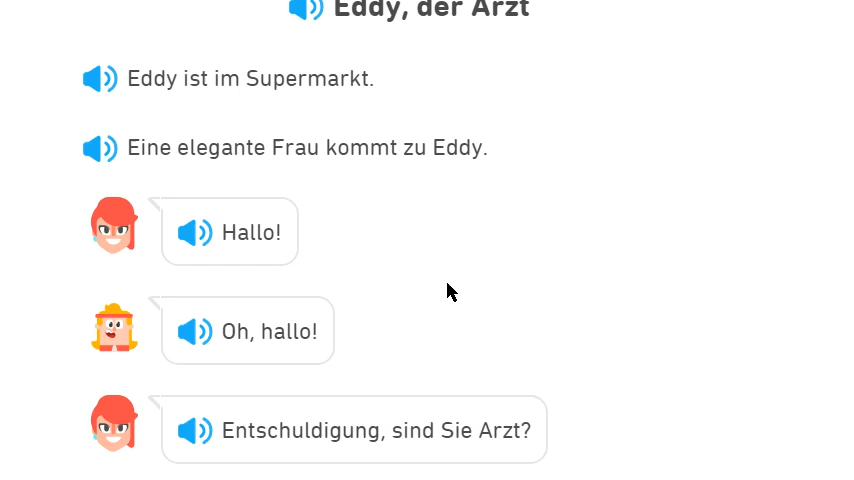 Eddy, der Arzt
Eddy ist im Supermarkt.
Eine elegante Frau kommt zu Eddy.
Hallo!
Oh, hallo!
Entschuldigung, sind Sie Arzt?